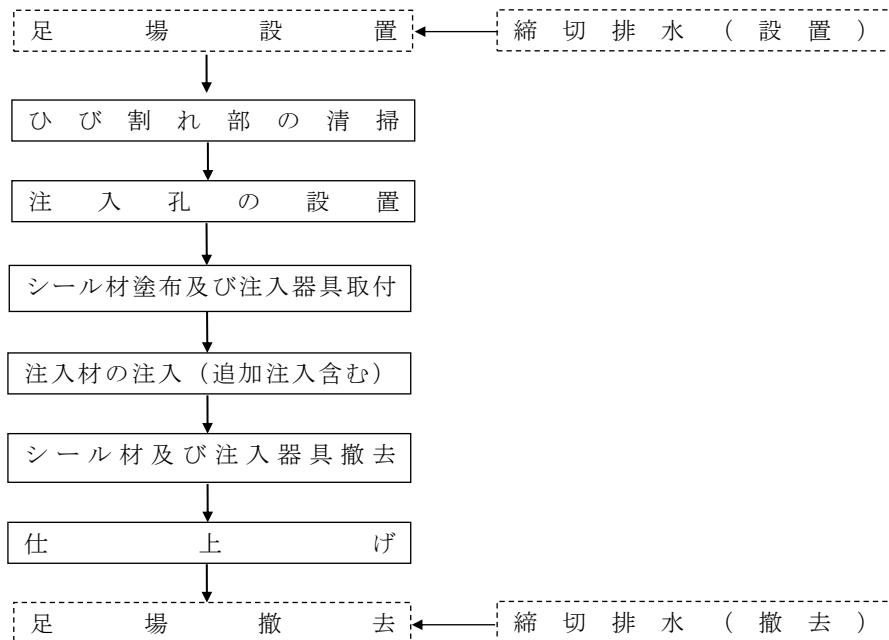 足場設置
締切排水(設置)
ひび割れ部の清掃
注入孔の設置
シール材塗布及び注入器具取付
注入材の注入(追加注入含む)
シール材及び注入器具撤去
仕上げ
足場撤去
締切排水(撤去)